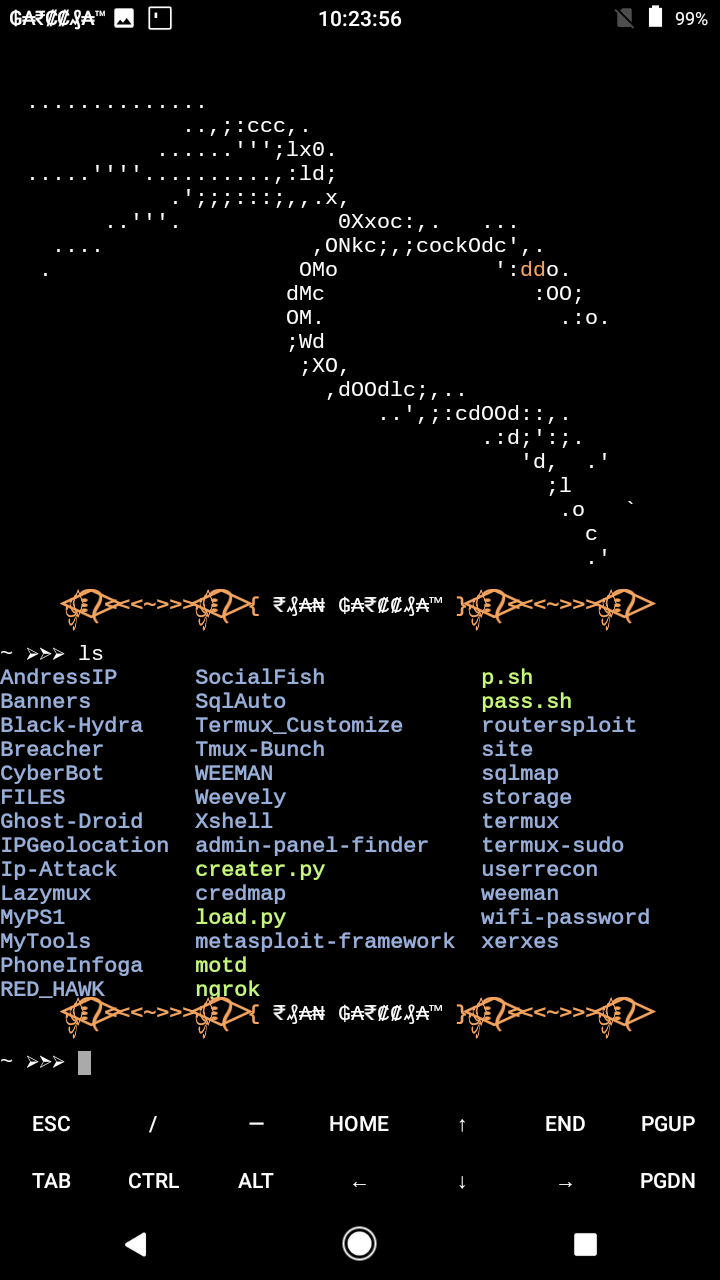 ₲₳₹₡₡₰₳™ 10:23:56 99%
..............
..,;:ccc,.
......''';lx0.
.....''''..........,:ld;
.';;;:::;,,.x,
..'''. 0Xxoc:,. ...
.... ,ONkc;,;cockOdc',.
. OMo ':ddo.
dMc :OO;
OM. .:o.
;Wd
;XO,
,dOOdlc;,..
..',;:cdOOd::,.
.:d;':;.
'd, .'
;l
.o `
c
.'
<<~>>> { ₹₰₳₦ ₲₳₹₡₡₰₳™ } <<~>>>
~ ⮚⮚⮚ ls
AndressIP SocialFish p.sh
Banners SqlAuto pass.sh
Black-Hydra Termux_Customize routersploit
Breacher Tmux-Bunch site
CyberBot WEEMAN sqlmap
FILES Weevely storage
Ghost-Droid Xshell termux
IPGeolocation admin-panel-finder termux-sudo
Ip-Attack creater.py userrecon
Lazymux credmap weeman
MyPS1 load.py wifi-password
MyTools metasploit-framework xerxes
PhoneInfoga motd
RED_HAWK ngrok
<<~>>> { ₹₰₳₦ ₲₳₹₡₡₰₳™ } <<~>>>
~ ⮚⮚⮚
ESC / — HOME ↑ END PGUP
TAB CTRL ALT ← ↓ → PGDN